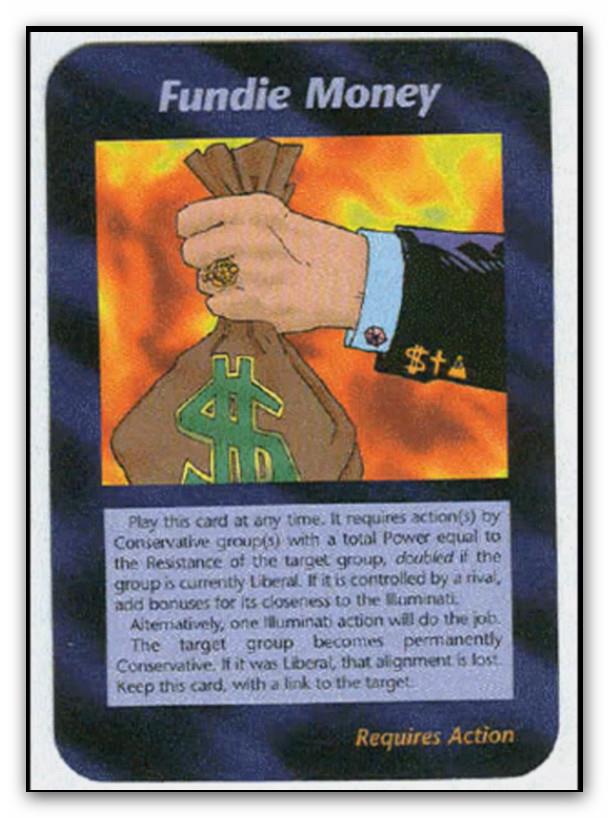 Fundie Money
$
$ †
Play this card at any time. It requires action(s) by
Conservative group(s) with a total Power equal to
the Resistance of the target group, doubled if the
group is currently Liberal. If it is controlled by a rival,
add bonuses for its closeness to the Illuminati.
Alternatively, one Illuminati action will do the job.
The target group becomes permanently
Conservative. If it was Liberal, that alignment is lost.
Keep this card, with a link to the target.
Requires Action